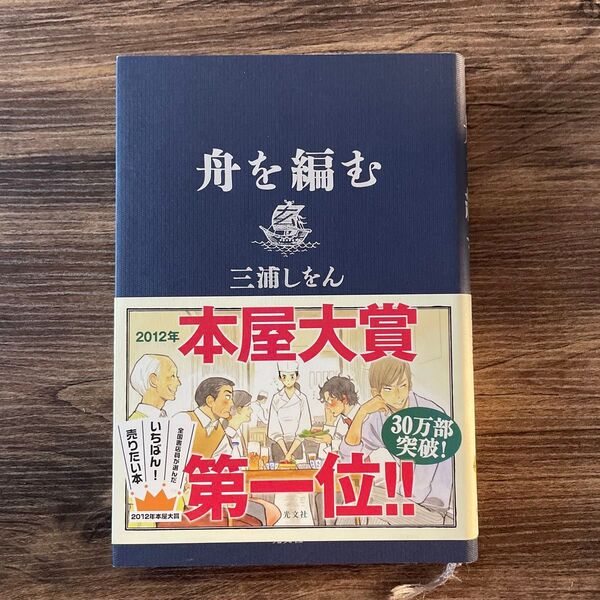 舟を編む
三浦しをん
2012年
本屋大賞
30万部
突破!
全国書店員が選んだ
いちばん!
売りたい本
2012年本屋大賞
第一位!!
光文社